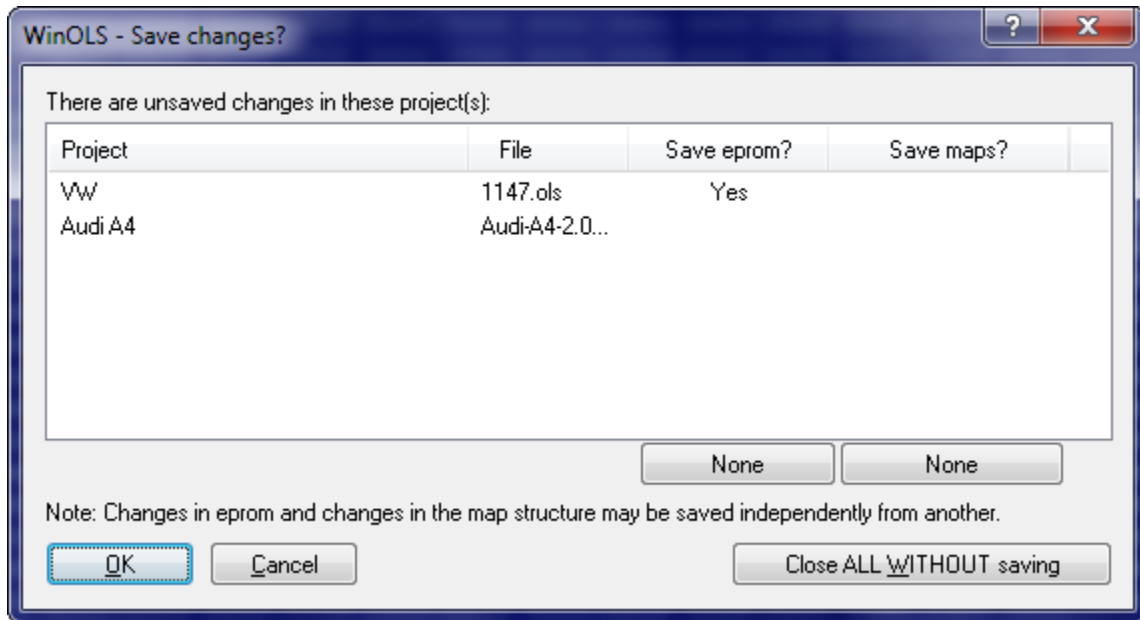 WinOLS - Save changes?
There are unsaved changes in these project(s):
Project File Save eprom? Save maps?
VW 1147.ols Yes
Audi A4 Audi-A4-2.0...
None None
Note: Changes in eprom and changes in the map structure may be saved independently from another.
OK Cancel Close ALL WITHOUT saving